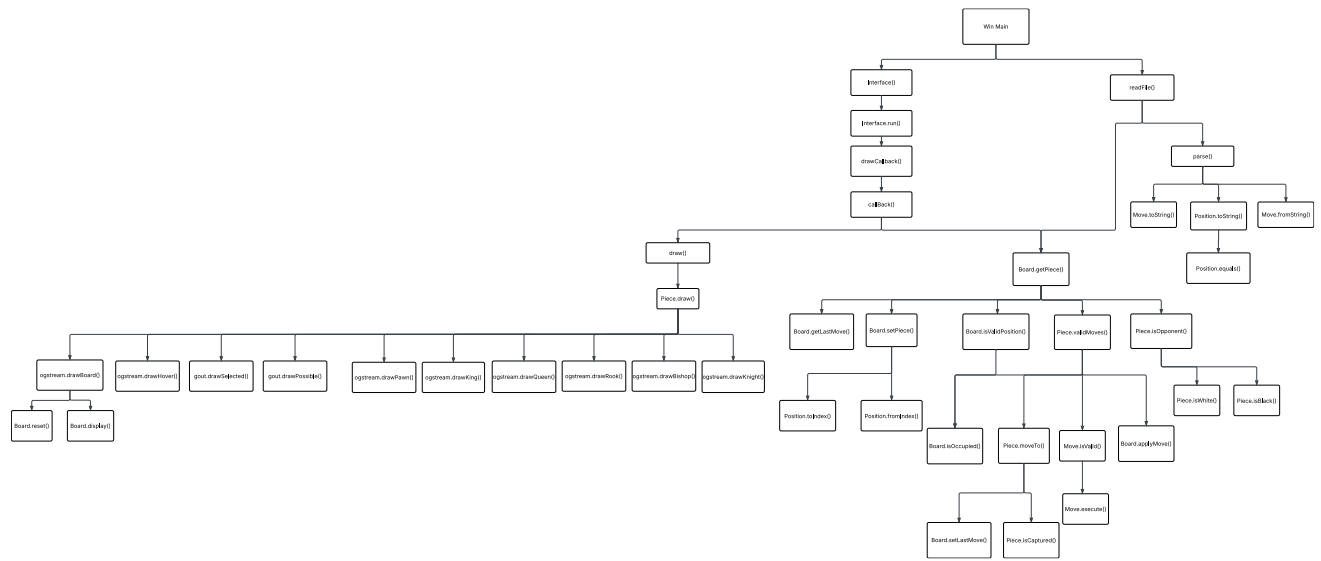 Win Main
Interface()
readFile()
Interface.run()
drawCallback()
parse()
callBack()
Move.toString()
Position.toString()
Move.fromString()
draw()
Board.getPiece()
Position.equals()
Piece.draw()
Board.getLastMove()
Board.setPiece()
Board.isValidPosition()
Piece.validMoves()
Piece.isOpponent()
ogstream.drawBoard()
ogstream.drawHover()
gout.drawSelected()
gout.drawPossible()
ogstream.drawPawn()
ogstream.drawKing()
ogstream.drawQueen()
ogstream.drawRook()
ogstream.drawBishop()
ogstream.drawKnight()
Position.toIndex()
Position.fromIndex()
Piece.isWhite()
Piece.isBlack()
Board.reset()
Board.display()
Board.isOccupied()
Piece.moveTo()
Move.isValid()
Board.applyMove()
Move.execute()
Board.setLastMove()
Piece.isCaptured()